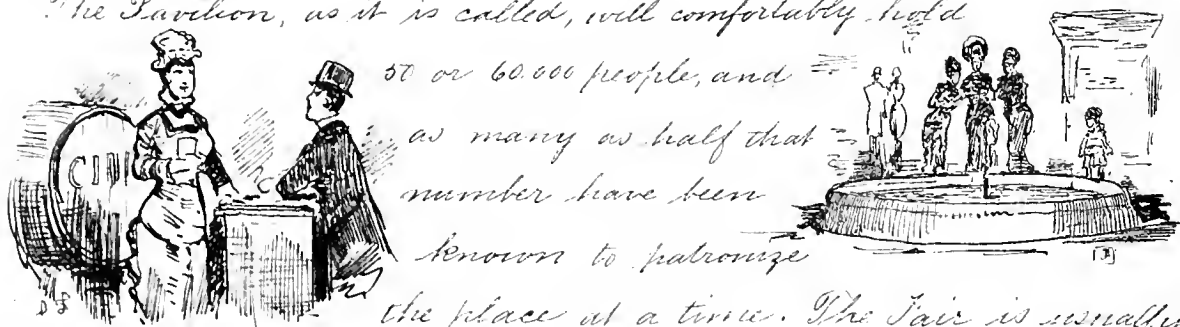 The Pavilion, as it is called, will comfortably hold
50 or 60.000 people, and
as many as half that
number have been
known to patronize
the place at a time. The Fair is usually
CIDE